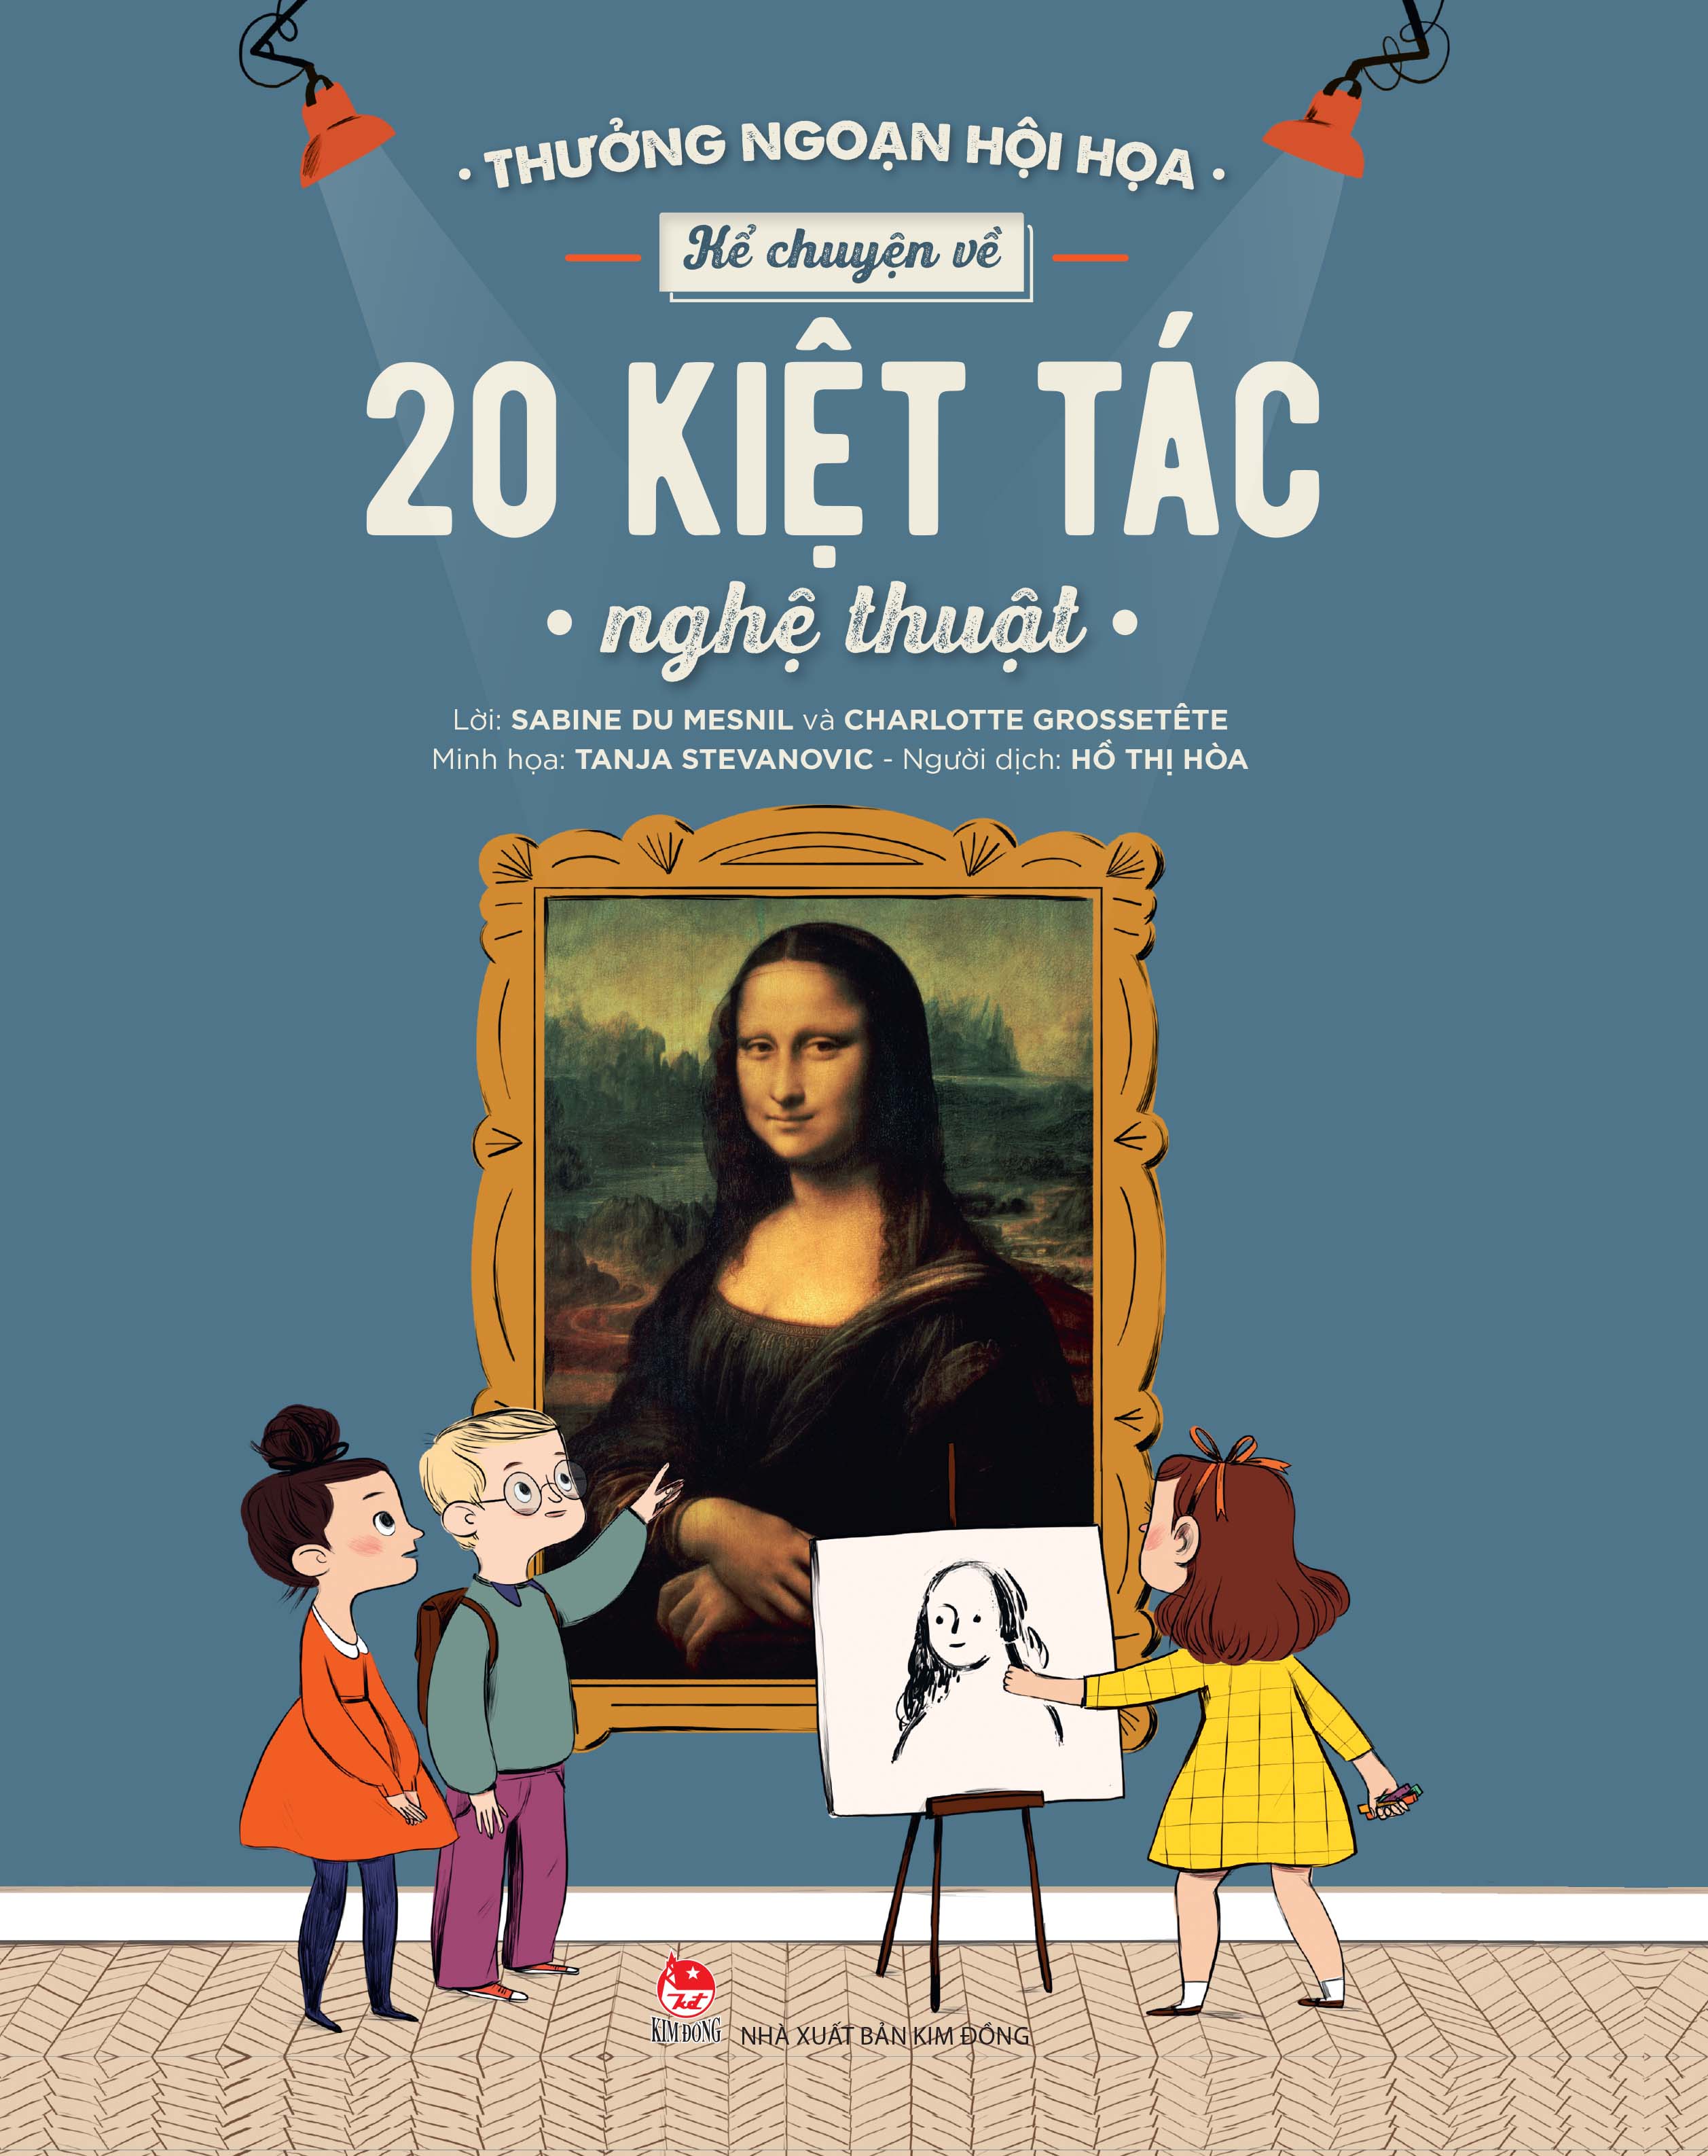 • THƯỞNG NGOẠN HỘI HỌA •
Kể chuyện về
20 KIỆT TÁC
• nghệ thuật •
Lời: SABINE DU MESNIL và CHARLOTTE GROSSETÊTE
Minh họa: TANJA STEVANOVIC - Người dịch: HỒ THỊ HÒA
KIM ĐỒNG
NHÀ XUẤT BẢN KIM ĐỒNG